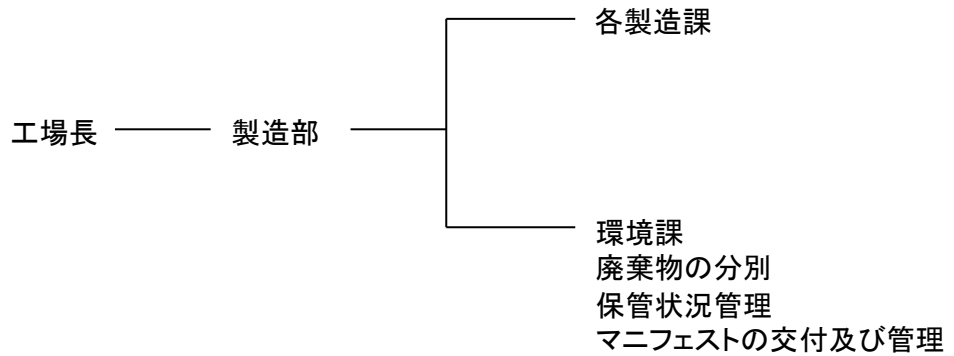 各製造課
工場長
製造部
環境課
廃棄物の分別
保管状況管理
マニフェストの交付及び管理